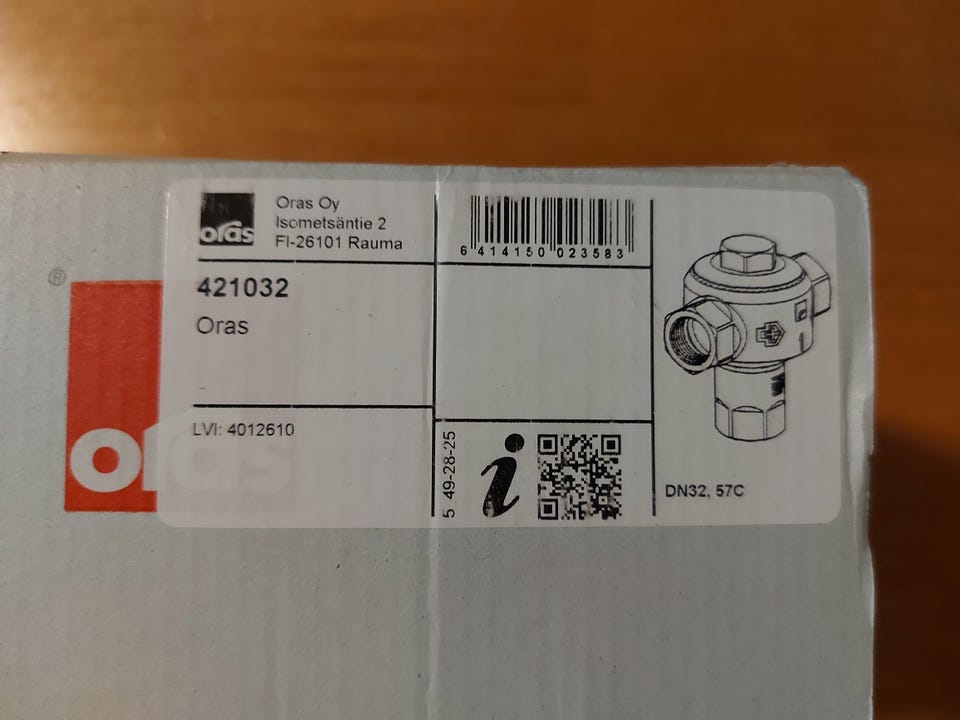 oras
Oras Oy
Isometsäntie 2
FI-26101 Rauma
6 414150 023583
421032
Oras
LVI: 4012610
5 49-28-25
i
DN32, 57C
®
oras